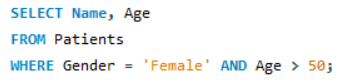 SELECT Name, Age
FROM Patients
WHERE Gender = 'Female' AND Age > 50;